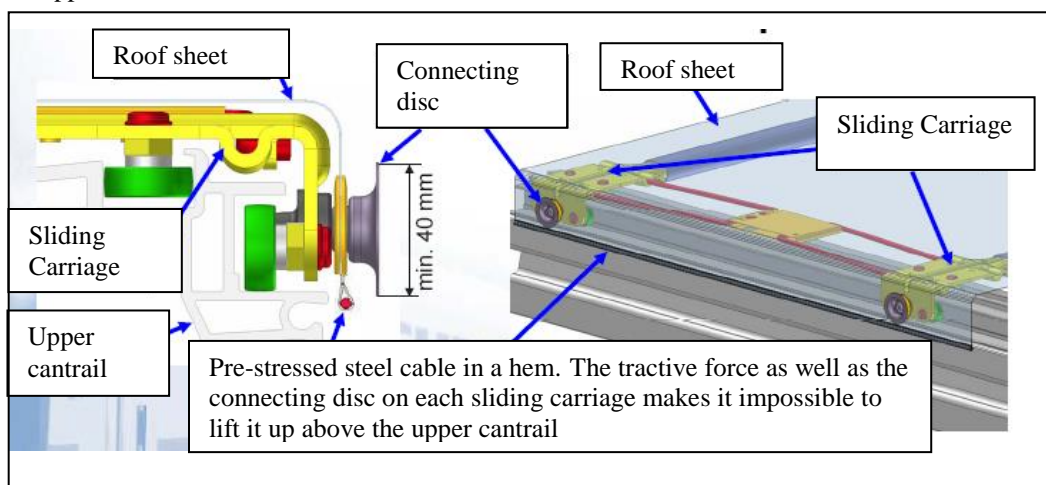 Roof sheet
Connecting
disc
Roof sheet
Sliding Carriage
min. 40 mm
Sliding
Carriage
Upper
cantrail
Pre-stressed steel cable in a hem. The tractive force as well as the
connecting disc on each sliding carriage makes it impossible to
lift it up above the upper cantrail